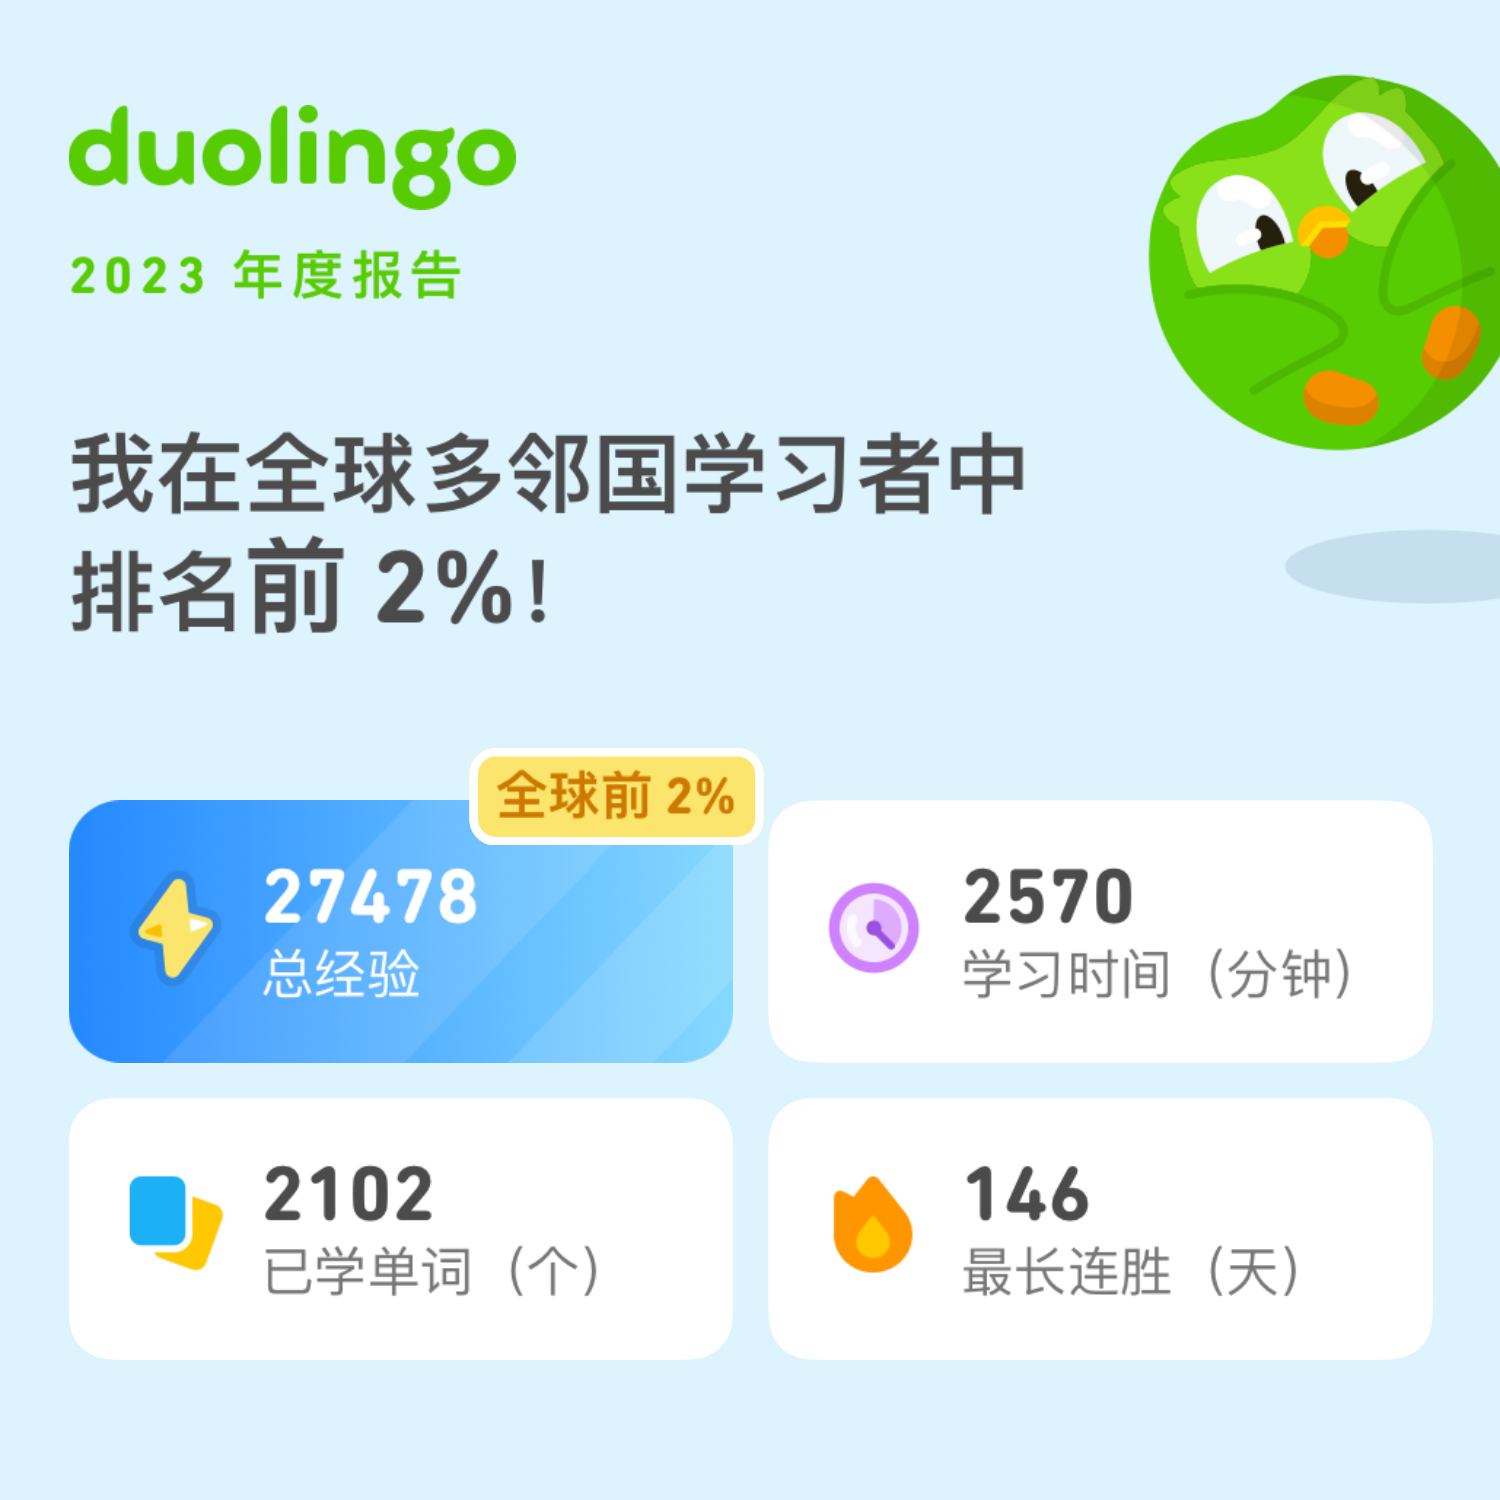 duolingo
2023 年度报告
我在全球多邻国学习者中
排名前 2%!
全球前 2%
27478
总经验
2570
学习时间（分钟）
2102
已学单词（个）
146
最长连胜（天）